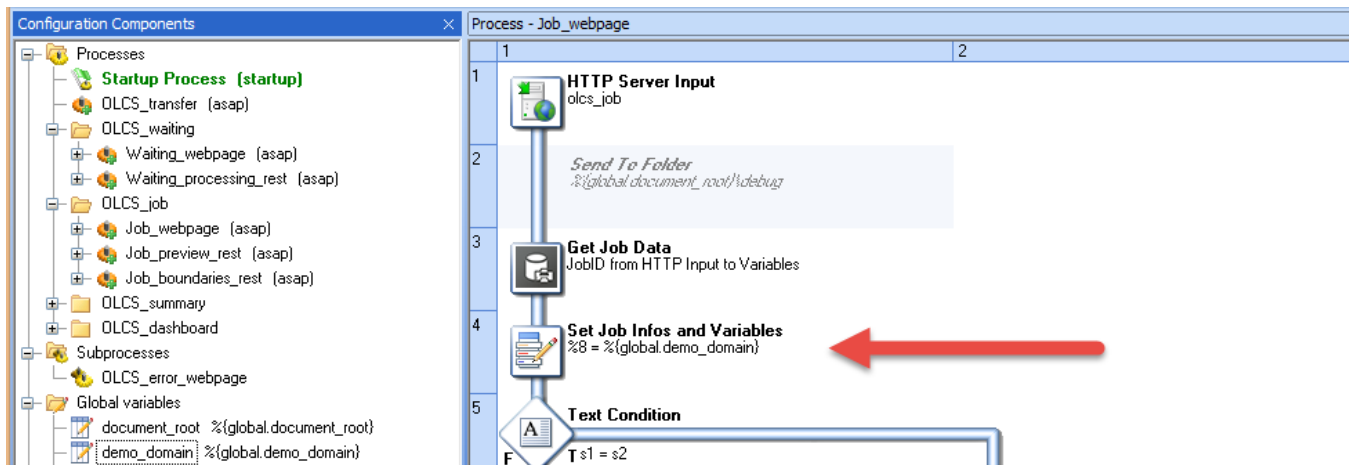 Configuration Components
Processes
Startup Process (startup)
OLCS_transfer (asap)
OLCS_waiting
Waiting_webpage (asap)
Waiting_processing_rest (asap)
OLCS_job
Job_webpage (asap)
Job_preview_rest (asap)
Job_boundaries_rest (asap)
OLCS_summary
OLCS_dashboard
Subprocesses
OLCS_error_webpage
Global variables
document_root %{global.document_root}
demo_domain %{global.demo_domain}
Process - Job_webpage
1
2
1
HTTP Server Input
olcs_job
2
Send To Folder
%{global.document_root}\debug
3
Get Job Data
JobID from HTTP Input to Variables
4
Set Job Infos and Variables
%8 = %{global.demo_domain}
5
Text Condition
A
F
T s1 = s2